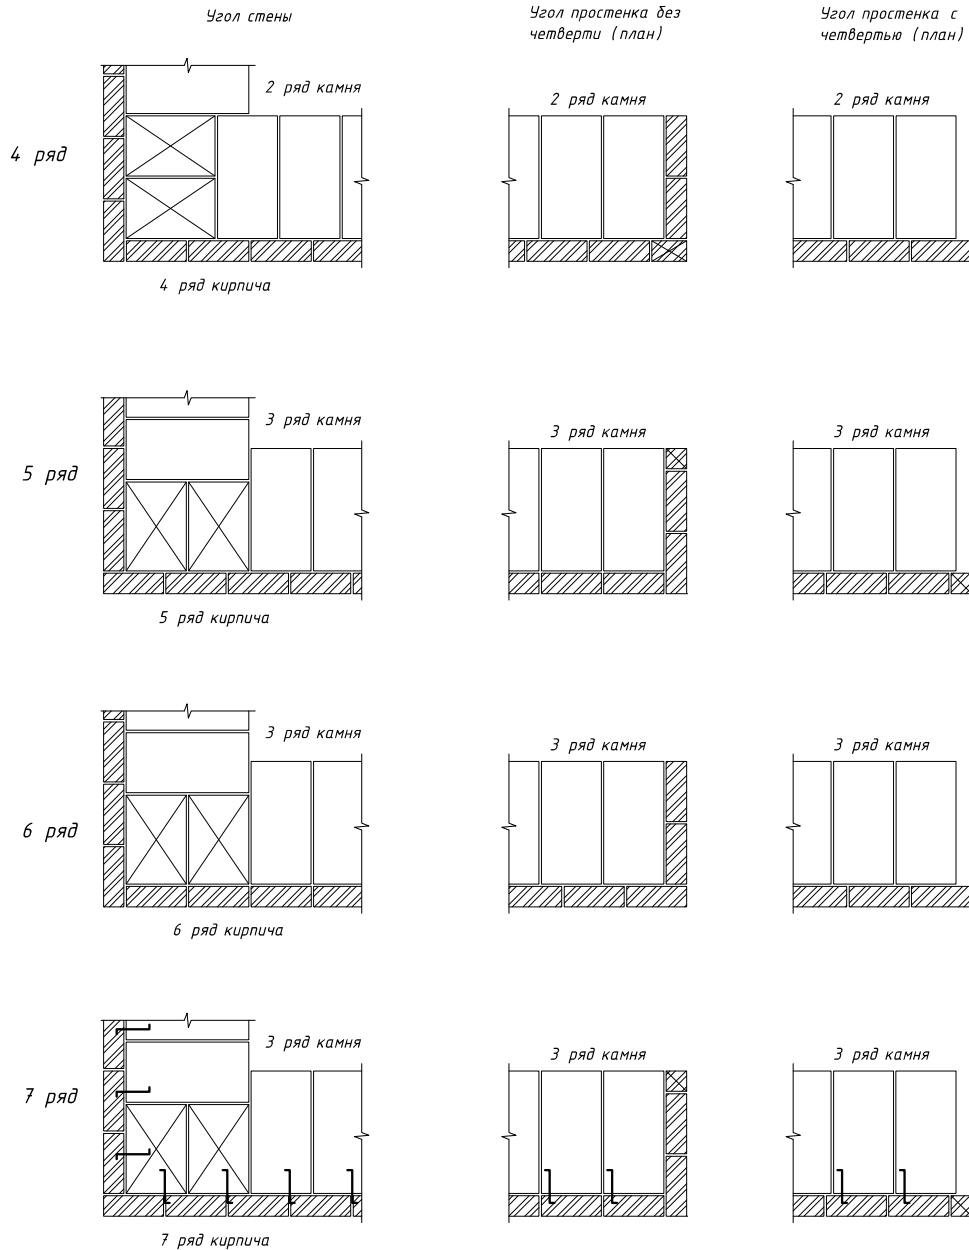 Угол стены
Угол простенка без
четверти (план)
Угол простенка с
четвертью (план)
4 ряд
2 ряд камня
2 ряд камня
2 ряд камня
4 ряд кирпича
5 ряд
3 ряд камня
3 ряд камня
3 ряд камня
5 ряд кирпича
6 ряд
3 ряд камня
3 ряд камня
3 ряд камня
6 ряд кирпича
7 ряд
3 ряд камня
3 ряд камня
3 ряд камня
7 ряд кирпича